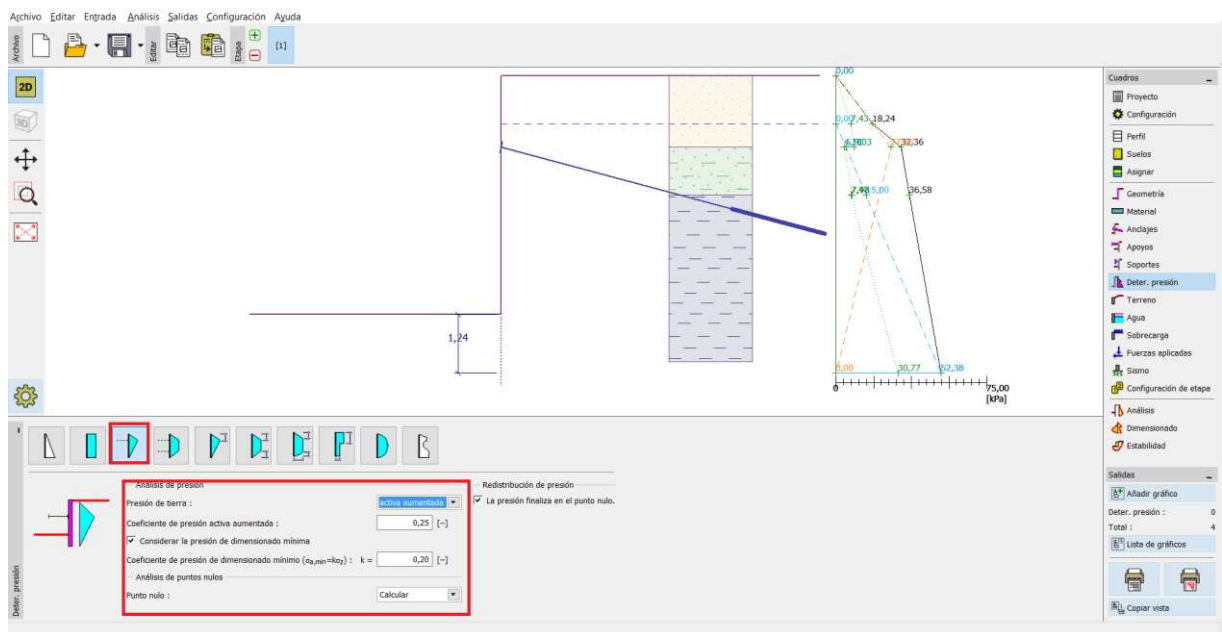 Archivo Editar Entrada Análisis Salidas Configuración Ayuda
Archivo
Editar
Etapa
[1]
2D
3D
0,00
0,00 7,43 18,24
32,36
7,48 15,00 36,58
1,24
0,00 30,77 52,38
0 75,00
[kPa]
Cuadros
Proyecto
Configuración
Perfil
Suelos
Asignar
Geometría
Material
Anclajes
Apoyos
Soportes
Deter. presión
Terreno
Agua
Sobrecarga
Fuerzas aplicadas
Sismo
Configuración de etapa
Análisis
Dimensionado
Estabilidad
Salidas
Añadir gráfico
Deter. presión : 0
Total : 4
Lista de gráficos
Copiar vista
Deter. presión
Análisis de presión
Presión de tierra : activa aumentada
Coeficiente de presión activa aumentada : 0,25 [–]
Considerar la presión de dimensionado mínima
Coeficiente de presión de dimensionado mínimo (σa,min=kσz) : k = 0,20 [–]
Análisis de puntos nulos
Punto nulo : Calcular
Redistribución de presión
La presión finaliza en el punto nulo.